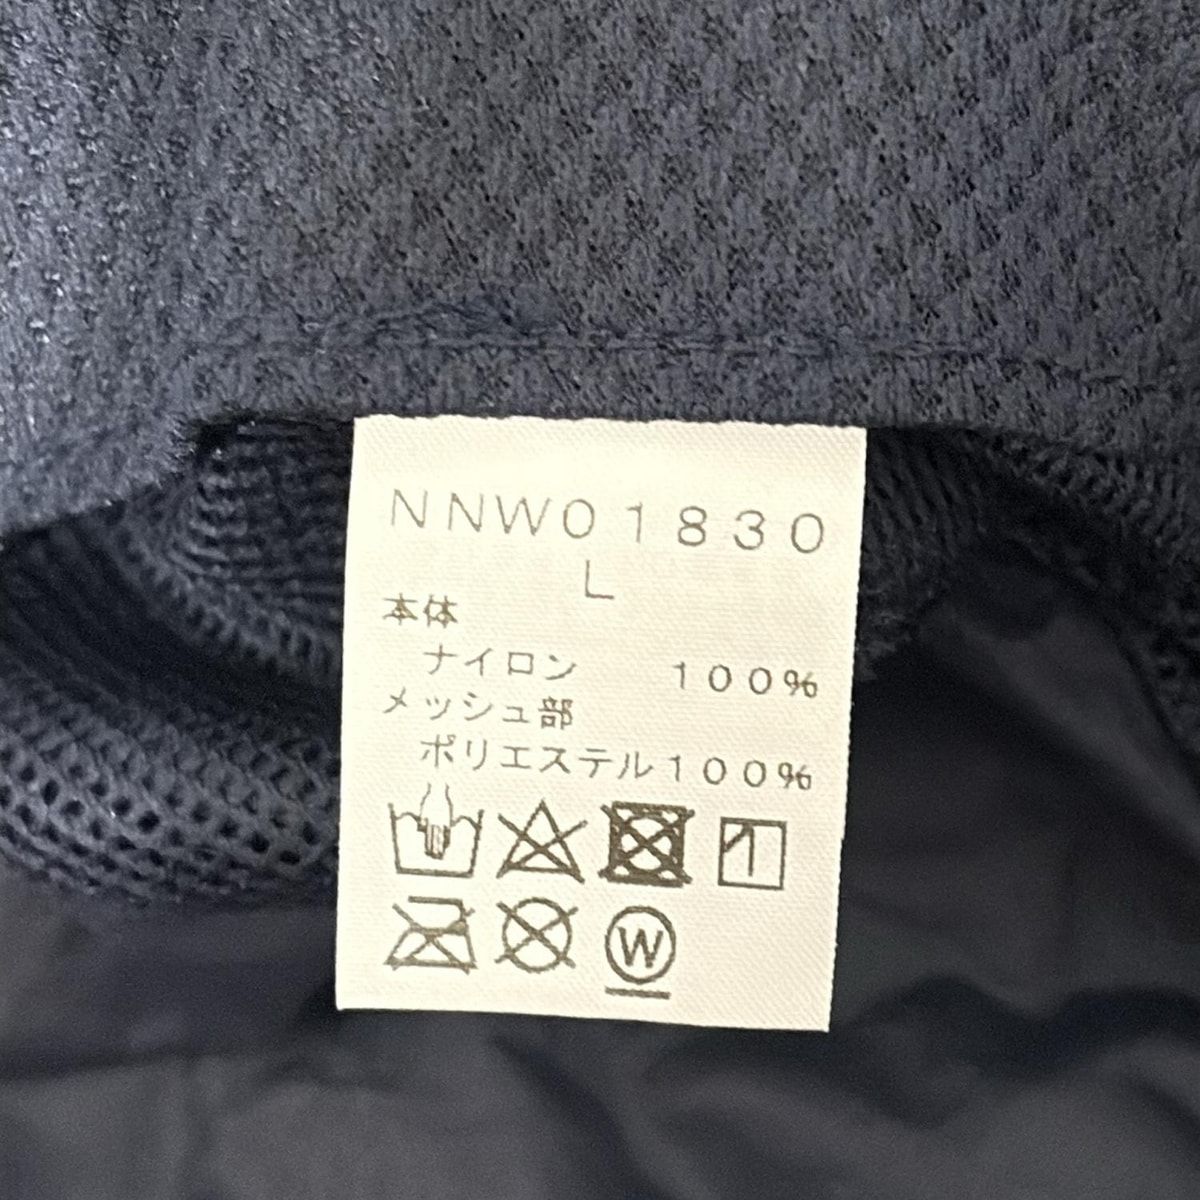 NNW01830
L
本体
ナイロン 100%
メッシュ部
ポリエステル100%
W